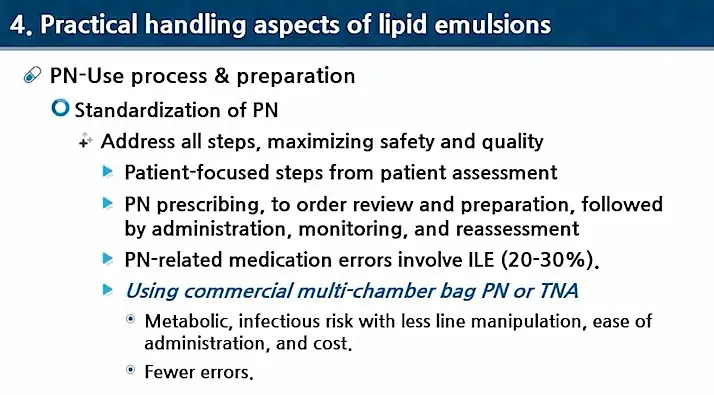 4. Practical handling aspects of lipid emulsions
PN-Use process & preparation
Standardization of PN
Address all steps, maximizing safety and quality
Patient-focused steps from patient assessment
PN prescribing, to order review and preparation, followed
by administration, monitoring, and reassessment
PN-related medication errors involve ILE (20-30%).
Using commercial multi-chamber bag PN or TNA
Metabolic, infectious risk with less line manipulation, ease of
administration, and cost.
Fewer errors.